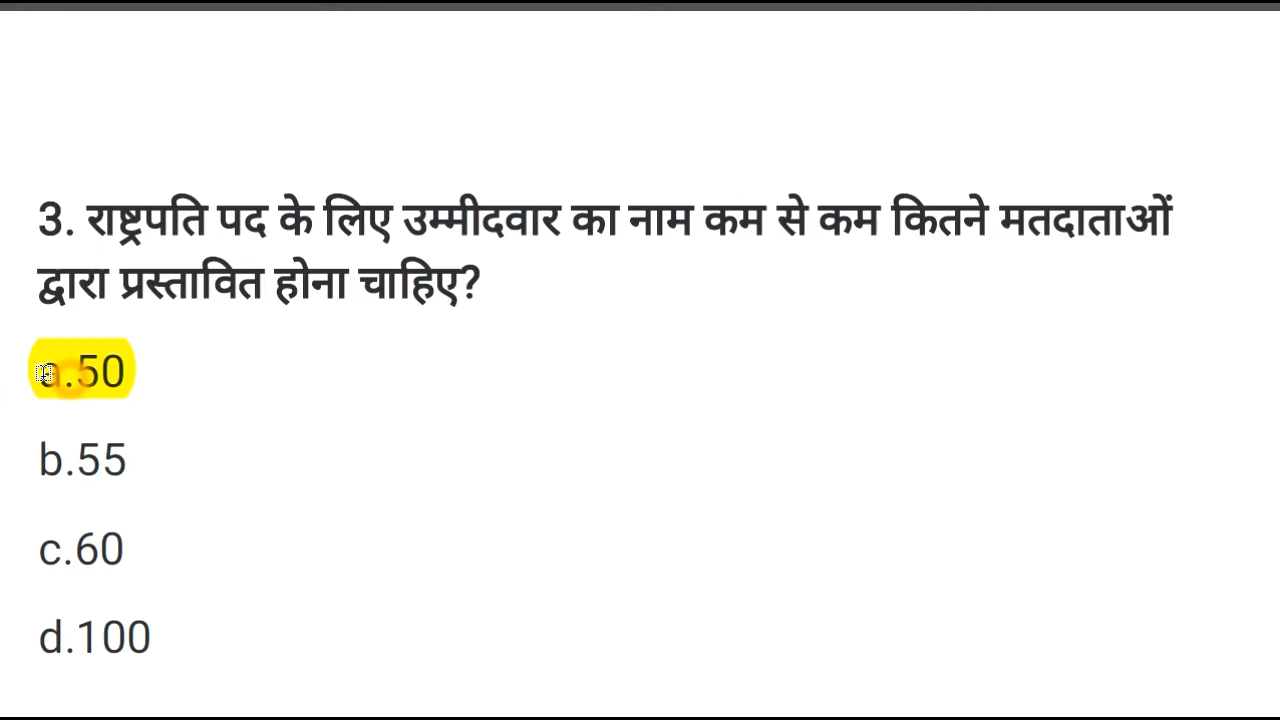 3. राष्ट्रपति पद के लिए उम्मीदवार का नाम कम से कम कितने मतदाताओं
द्वारा प्रस्तावित होना चाहिए?
a.50
b.55
c.60
d.100